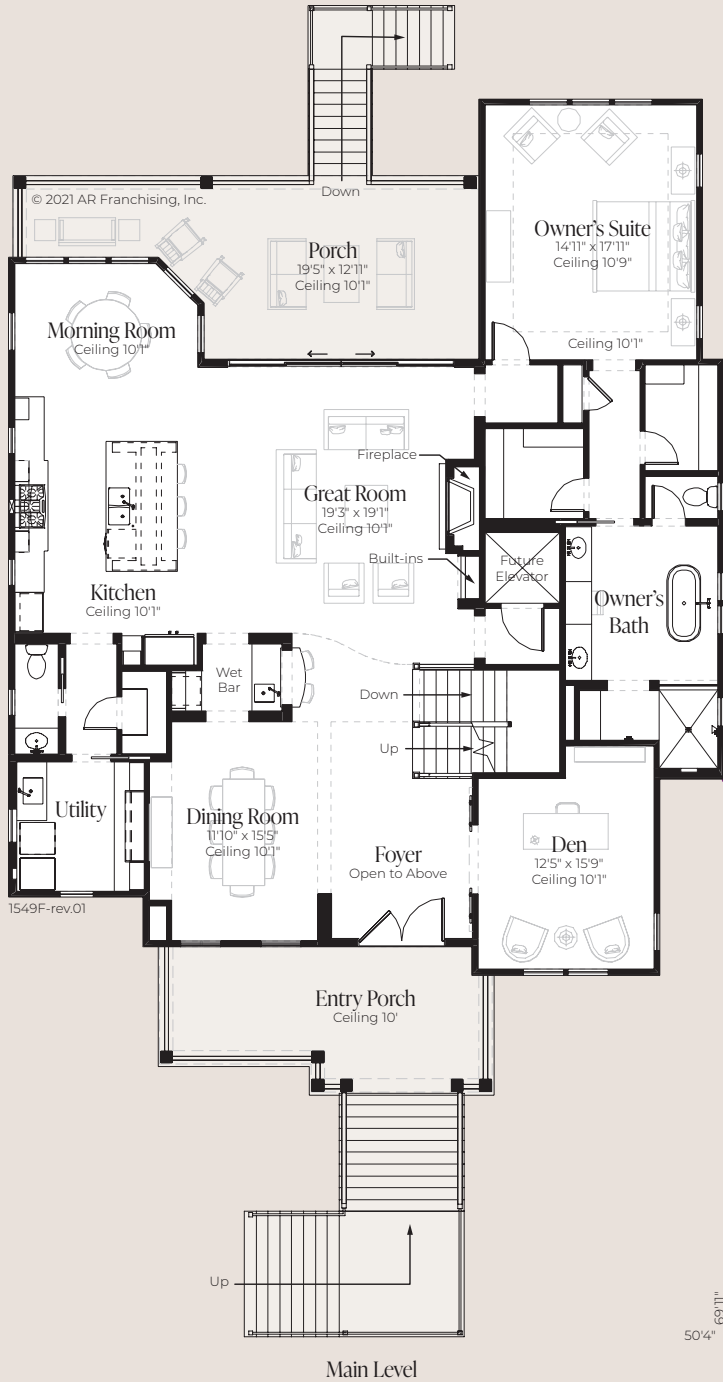 Down
© 2021 AR Franchising, Inc.
Porch
19'5" x 12'11"
Ceiling 10'1"
Owner's Suite
14'11" x 17'11"
Ceiling 10'9"
Ceiling 10'1"
Morning Room
Ceiling 10'1"
Fireplace
Great Room
19'3" x 19'1"
Ceiling 10'1"
Built-ins
Future
Elevator
Kitchen
Ceiling 10'1"
Owner's
Bath
Wet
Bar
Down
Up
Utility
Dining Room
11'10" x 15'5"
Ceiling 10'1"
Foyer
Open to Above
Den
12'5" x 15'9"
Ceiling 10'1"
1549F-rev.01
Entry Porch
Ceiling 10'
Up
69'11"
50'4"
Main Level